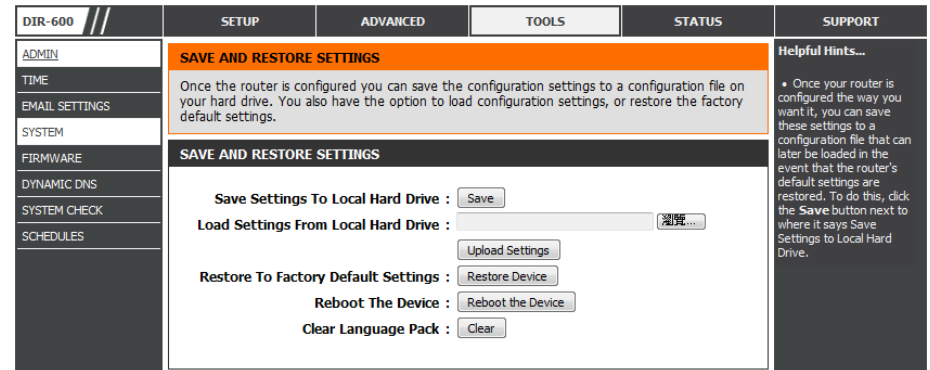 DIR-600
SETUP
ADVANCED
TOOLS
STATUS
SUPPORT
ADMIN
TIME
EMAIL SETTINGS
SYSTEM
FIRMWARE
DYNAMIC DNS
SYSTEM CHECK
SCHEDULES
SAVE AND RESTORE SETTINGS
Once the router is configured you can save the configuration settings to a configuration file on
your hard drive. You also have the option to load configuration settings, or restore the factory
default settings.
SAVE AND RESTORE SETTINGS
Save Settings To Local Hard Drive : Save
Load Settings From Local Hard Drive : 瀏覽...
Upload Settings
Restore To Factory Default Settings : Restore Device
Reboot The Device : Reboot the Device
Clear Language Pack : Clear
Helpful Hints...
• Once your router is
configured the way you
want it, you can save
these settings to a
configuration file that can
later be loaded in the
event that the router's
default settings are
restored. To do this, click
the Save button next to
where it says Save
Settings to Local Hard
Drive.